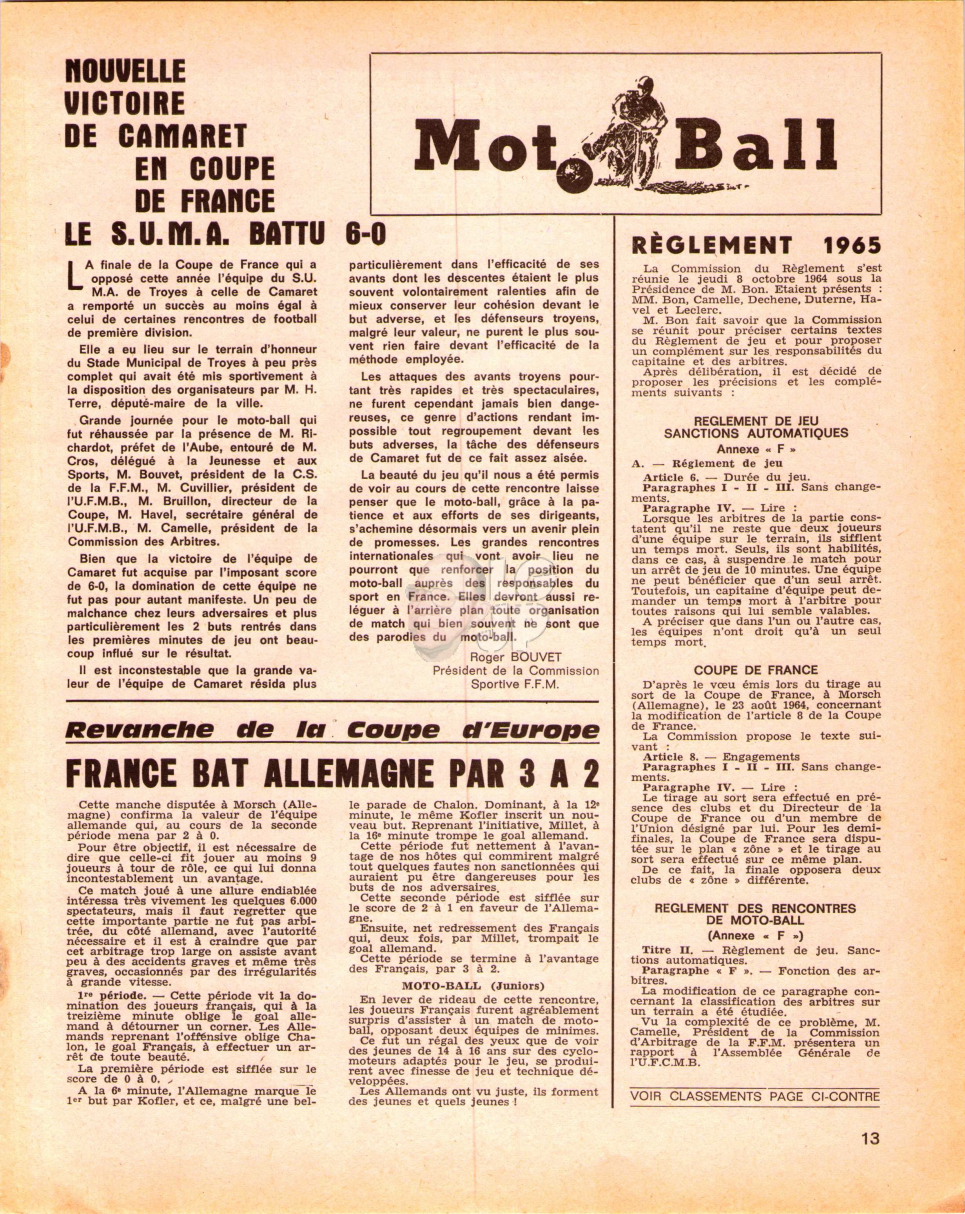 NOUVELLE
VICTOIRE
DE CAMARET
EN COUPE
DE FRANCE
LE S.U.M.A. BATTU 6-0
LA finale de la Coupe de France qui a
opposé cette année l'équipe du S.U.
M.A. de Troyes à celle de Camaret
a remporté un succès au moins égal à
celui de certaines rencontres de football
de première division.
Elle a eu lieu sur le terrain d'honneur
du Stade Municipal de Troyes à peu près
complet qui avait été mis sportivement à
la disposition des organisateurs par M. H.
Terre, député-maire de la ville.
Grande journée pour le moto-ball qui
fut réhaussée par la présence de M. Ri-
chardot, préfet de l'Aube, entouré de M.
Cros, délégué à la Jeunesse et aux
Sports, M. Bouvet, président de la C.S.
de la F.F.M., M. Cuvillier, président de
l'U.F.M.B., M. Bruillon, directeur de la
Coupe, M. Havel, secrétaire général de
l'U.F.M.B., M. Camelle, président de la
Commission des Arbitres.
Bien que la victoire de l'équipe de
Camaret fut acquise par l'imposant score
de 6-0, la domination de cette équipe ne
fut pas pour autant manifeste. Un peu de
malchance chez leurs adversaires et plus
particulièrement les 2 buts rentrés dans
les premières minutes de jeu ont beau-
coup influé sur le résultat.
Il est inconstestable que la grande va-
leur de l'équipe de Camaret résida plus
particulièrement dans l'efficacité de ses
avants dont les descentes étaient le plus
souvent volontairement ralenties afin de
mieux conserver leur cohésion devant le
but adverse, et les défenseurs troyens,
malgré leur valeur, ne purent le plus sou-
vent rien faire devant l'efficacité de la
méthode employée.
Les attaques des avants troyens pour-
tant très rapides et très spectaculaires,
ne furent cependant jamais bien dange-
reuses, ce genre d'actions rendant im-
possible tout regroupement devant les
buts adverses, la tâche des défenseurs
de Camaret fut de ce fait assez aisée.
La beauté du jeu qu'il nous a été permis
de voir au cours de cette rencontre laisse
penser que le moto-ball, grâce à la pa-
tience et aux efforts de ses dirigeants,
s'achemine désormais vers un avenir plein
de promesses. Les grandes rencontres
internationales qui vont avoir lieu ne
pourront que renforcer la position du
moto-ball auprès des responsables du
sport en France. Elles devront aussi re-
léguer à l'arrière plan toute organisation
de match qui bien souvent ne sont que
des parodies du moto-ball.
Roger BOUVET
Président de la Commission
Sportive F.F.M.
Moto Ball
Revanche de la Coupe d'Europe
FRANCE BAT ALLEMAGNE PAR 3 A 2
Cette manche disputée à Morsch (Alle-
magne) confirma la valeur de l'équipe
allemande qui, au cours de la seconde
période mena par 2 à 0.
Pour être objectif, il est nécessaire de
dire que celle-ci fit jouer au moins 9
joueurs à tour de rôle, ce qui lui donna
incontestablement un avantage.
Ce match joué à une allure endiablée
intéressa très vivement les quelques 6.000
spectateurs, mais il faut regretter que
cette importante partie ne fut pas arbi-
trée, du côté allemand, avec l'autorité
nécessaire et il est à craindre que par
cet arbitrage trop large on assiste avant
peu à des accidents graves et même très
graves, occasionnés par des irrégularités
à grande vitesse.
1re période. — Cette période vit la do-
mination des joueurs français, qui à la
treizième minute oblige le goal alle-
mand à détourner un corner. Les Alle-
mands reprenant l'offensive oblige Cha-
lon, le goal Français, à effectuer un ar-
rêt de toute beauté.
La première période est sifflée sur le
score de 0 à 0.
A la 6e minute, l'Allemagne marque le
1er but par Kofler, et ce, malgré une bel-
le parade de Chalon. Dominant, à la 12e
minute, le même Kofler inscrit un nou-
veau but. Reprenant l'initiative, Millet, à
la 16e minute trompe le goal allemand.
Cette période fut nettement à l'avan-
tage de nos hôtes qui commirent malgré
tout quelques fautes non sanctionnées qui
auraient pu être dangereuses pour les
buts de nos adversaires.
Cette seconde période est sifflée sur
le score de 2 à 1 en faveur de l'Allema-
gne.
Ensuite, net redressement des Français
qui, deux fois, par Millet, trompait le
goal allemand.
Cette période se termine à l'avantage
des Français, par 3 à 2.
MOTO-BALL (Juniors)
En lever de rideau de cette rencontre,
les joueurs Français furent agréablement
surpris d'assister à un match de moto-
ball, opposant deux équipes de minimes.
Ce fut un régal des yeux que de voir
des jeunes de 14 à 16 ans sur des cyclo-
moteurs adaptés pour le jeu, se produi-
rent avec finesse de jeu et technique dé-
veloppées.
Les Allemands ont vu juste, ils forment
des jeunes et quels jeunes !
RÈGLEMENT 1965
La Commission du Règlement s'est
réunie le jeudi 8 octobre 1964 sous la
Présidence de M. Bon. Etaient présents :
MM. Bon, Camelle, Dechene, Duterne, Ha-
vel et Leclerc.
M. Bon fait savoir que la Commission
se réunit pour préciser certains textes
du Règlement de jeu et pour proposer
un complément sur les responsabilités du
capitaine et des arbitres.
Après délibération, il est décidé de
proposer les précisions et les complé-
ments suivants :
REGLEMENT DE JEU
SANCTIONS AUTOMATIQUES
Annexe « F »
A. — Réglement de jeu
Article 6. — Durée du jeu.
Paragraphes I - II - III. Sans change-
ments.
Paragraphe IV. — Lire :
Lorsque les arbitres de la partie cons-
tatent qu'il ne reste que deux joueurs
d'une équipe sur le terrain, ils sifflent
un temps mort. Seuls, ils sont habilités,
dans ce cas, à suspendre le match pour
un arrêt de jeu de 10 minutes. Une équipe
ne peut bénéficier que d'un seul arrêt.
Toutefois, un capitaine d'équipe peut de-
mander un temps mort à l'arbitre pour
toutes raisons qui lui semble valables.
A préciser que dans l'un ou l'autre cas,
les équipes n'ont droit qu'à un seul
temps mort.
COUPE DE FRANCE
D'après le vœu émis lors du tirage au
sort de la Coupe de France, à Morsch
(Allemagne), le 23 août 1964, concernant
la modification de l'article 8 de la Coupe
de France.
La Commission propose le texte sui-
vant :
Article 8. — Engagements
Paragraphes I - II - III. Sans change-
ments.
Paragraphe IV. — Lire :
Le tirage au sort sera effectué en pré-
sence des clubs et du Directeur de la
Coupe de France ou d'un membre de
l'Union désigné par lui. Pour les demi-
finales, la Coupe de France sera dispu-
tée sur le plan « zône » et le tirage au
sort sera effectué sur ce même plan.
De ce fait, la finale opposera deux
clubs de « zône » différente.
REGLEMENT DES RENCONTRES
DE MOTO-BALL
(Annexe « F »)
Titre II. — Règlement de jeu. Sanc-
tions automatiques.
Paragraphe « F ». — Fonction des ar-
bitres.
La modification de ce paragraphe con-
cernant la classification des arbitres sur
un terrain a été étudiée.
Vu la complexité de ce problème, M.
Camelle, Président de la Commission
d'Arbitrage de la F.F.M. présentera un
rapport à l'Assemblée Générale de
l'U.F.C.M.B.
VOIR CLASSEMENTS PAGE CI-CONTRE
13